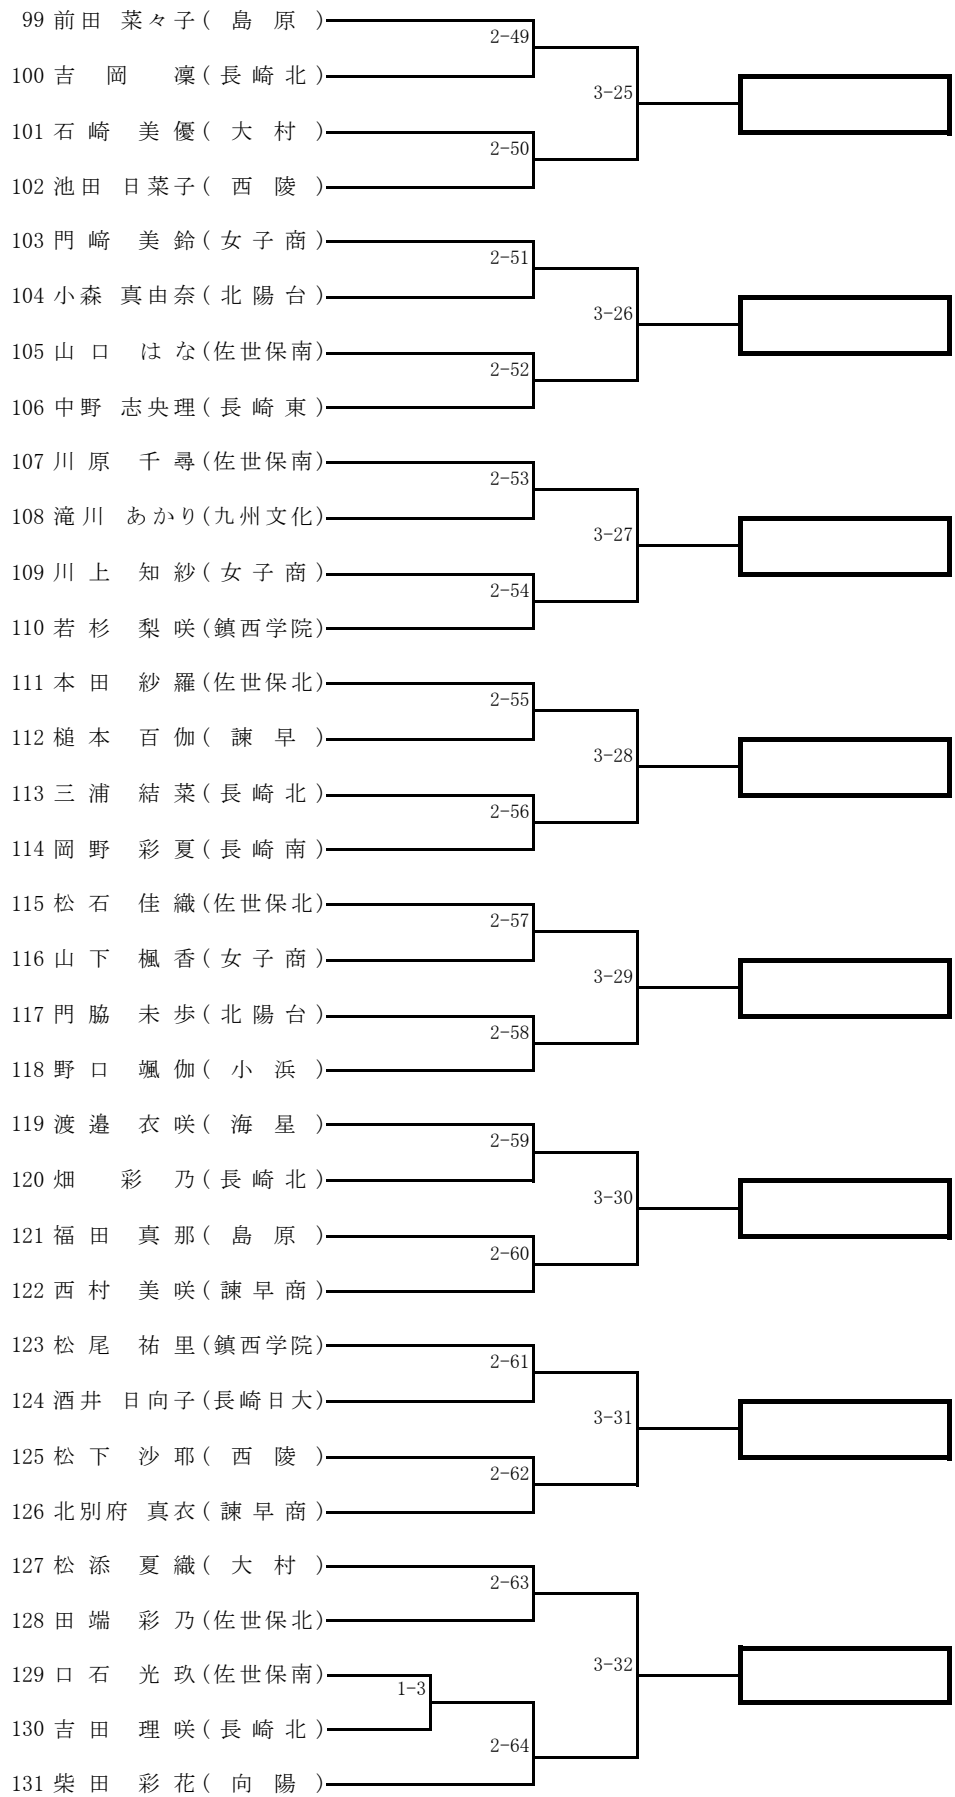 99 前田 菜々子( 島 原 )
2-49
100 吉 岡 凜( 長 崎 北 )
3-25
101 石 崎 美 優( 大 村 )
2-50
102 池田 日菜子( 西 陵 )
103 門 﨑 美 鈴( 女 子 商 )
2-51
104 小森 真由奈( 北 陽 台 )
3-26
105 山 口 は な(佐世保南)
2-52
106 中野 志央理( 長 崎 東 )
107 川 原 千 尋(佐世保南)
2-53
108 滝川 あかり(九州文化)
3-27
109 川 上 知 紗( 女 子 商 )
2-54
110 若 杉 梨 咲(鎮西学院)
111 本 田 紗 羅(佐世保北)
2-55
112 槌 本 百 伽( 諫 早 )
3-28
113 三 浦 結 菜( 長 崎 北 )
2-56
114 岡 野 彩 夏( 長 崎 南 )
115 松 石 佳 織(佐世保北)
2-57
116 山 下 楓 香( 女 子 商 )
3-29
117 門 脇 未 歩( 北 陽 台 )
2-58
118 野 口 颯 伽( 小 浜 )
119 渡 邉 衣 咲( 海 星 )
2-59
120 畑 彩 乃( 長 崎 北 )
3-30
121 福 田 真 那( 島 原 )
2-60
122 西 村 美 咲( 諫 早 商 )
123 松 尾 祐 里(鎮西学院)
2-61
124 酒井 日向子(長崎日大)
3-31
125 松 下 沙 耶( 西 陵 )
2-62
126 北別府 真衣( 諫 早 商 )
127 松 添 夏 織( 大 村 )
2-63
128 田 端 彩 乃(佐世保北)
3-32
129 口 石 光 玖(佐世保南)
1-3
130 吉 田 理 咲( 長 崎 北 )
2-64
131 柴 田 彩 花( 向 陽 )